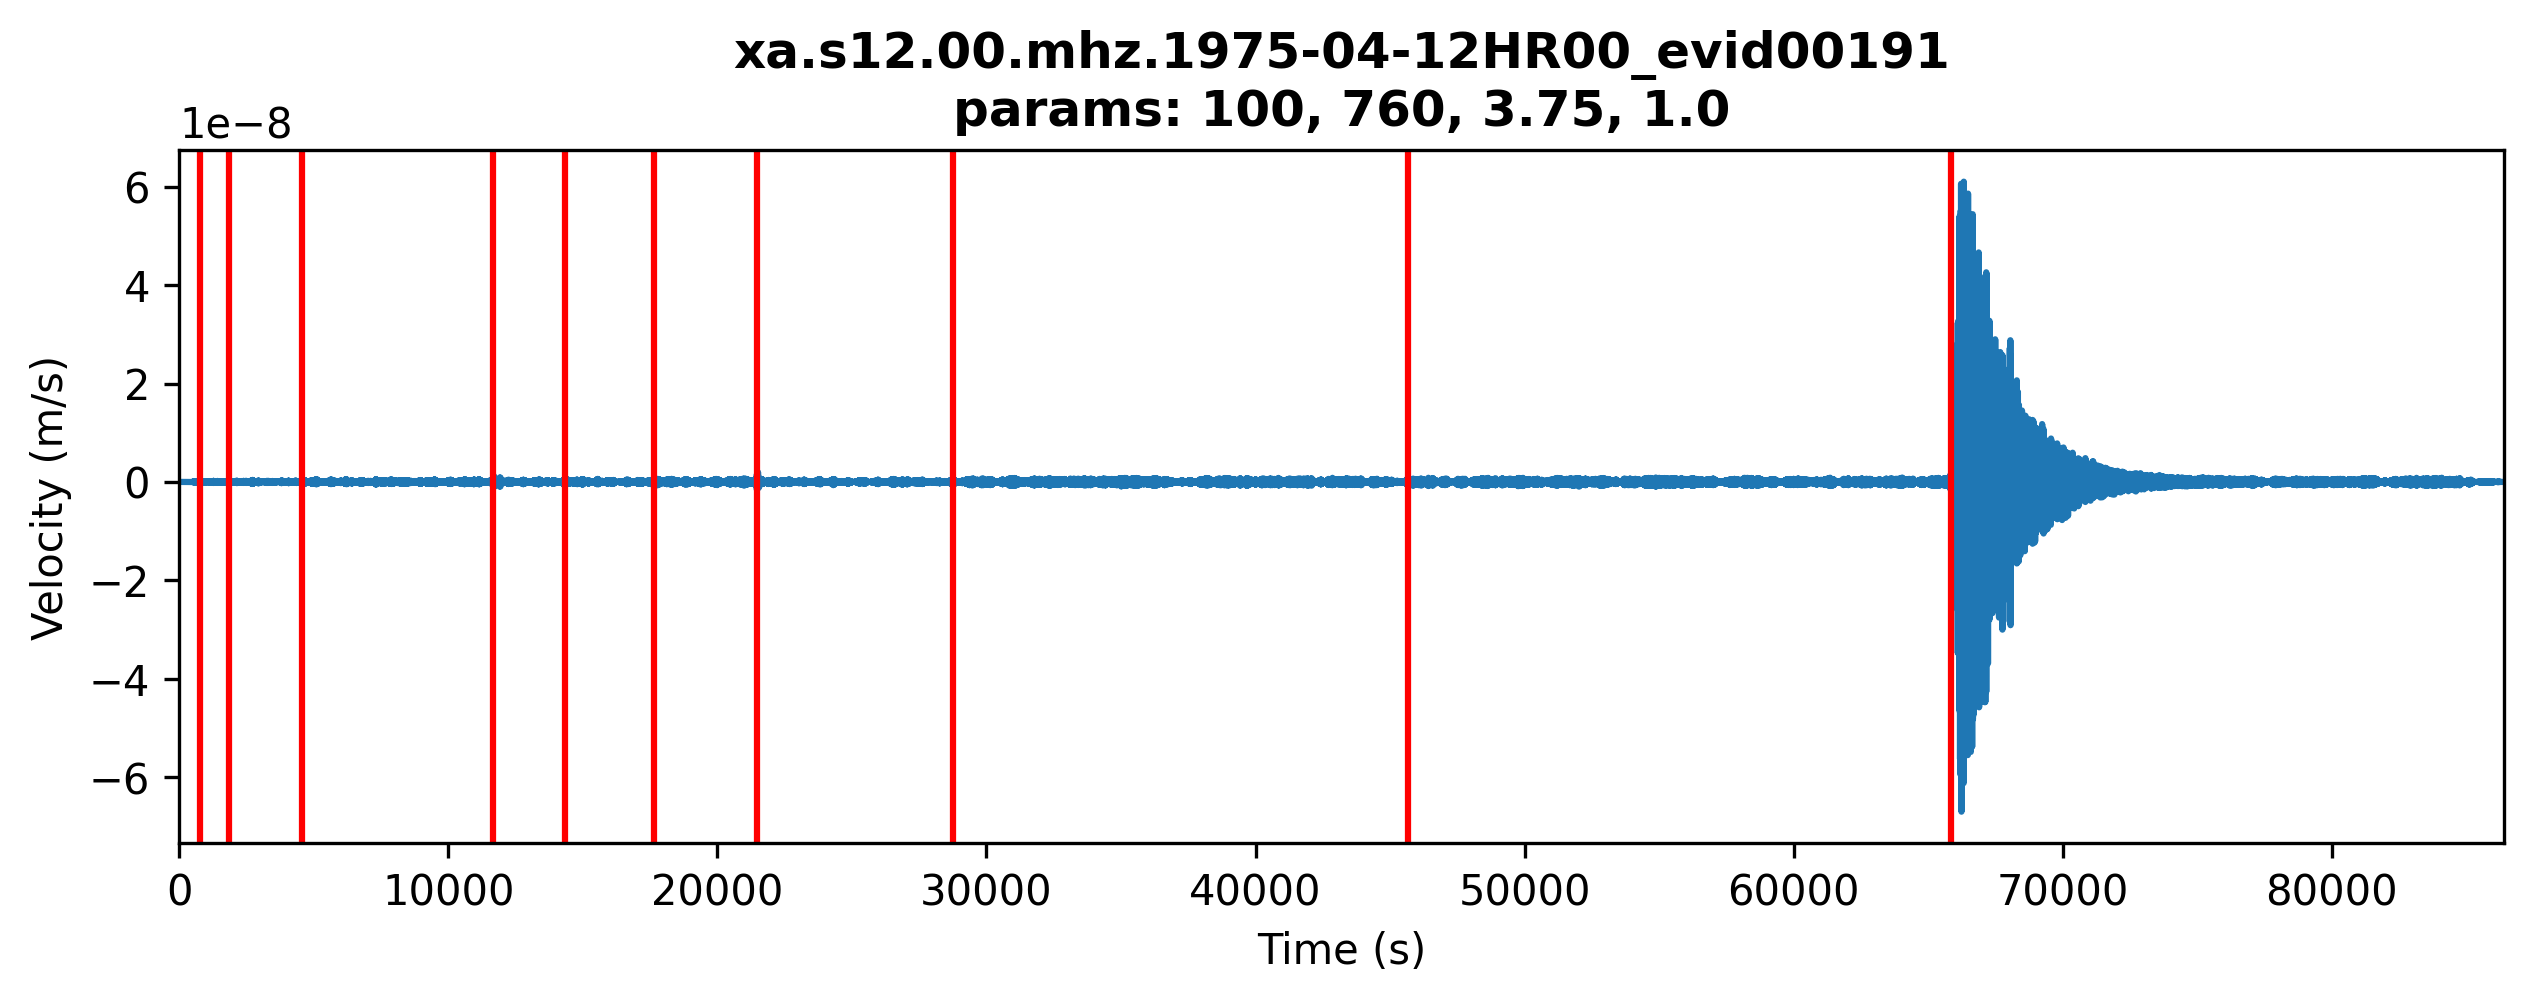 xa.s12.00.mhz.1975-04-12HR00_evid00191
params: 100, 760, 3.75, 1.0
1e−8
6
4
2
0
−2
−4
−6
Velocity (m/s)
0 10000 20000 30000 40000 50000 60000 70000 80000
Time (s)